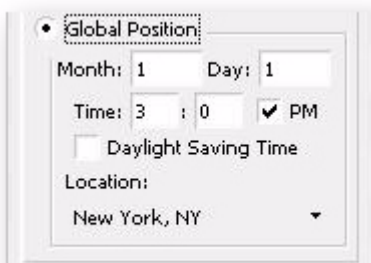 Global Position
Month: 1 Day: 1
Time: 3 : 0 PM
Daylight Saving Time
Location:
New York, NY